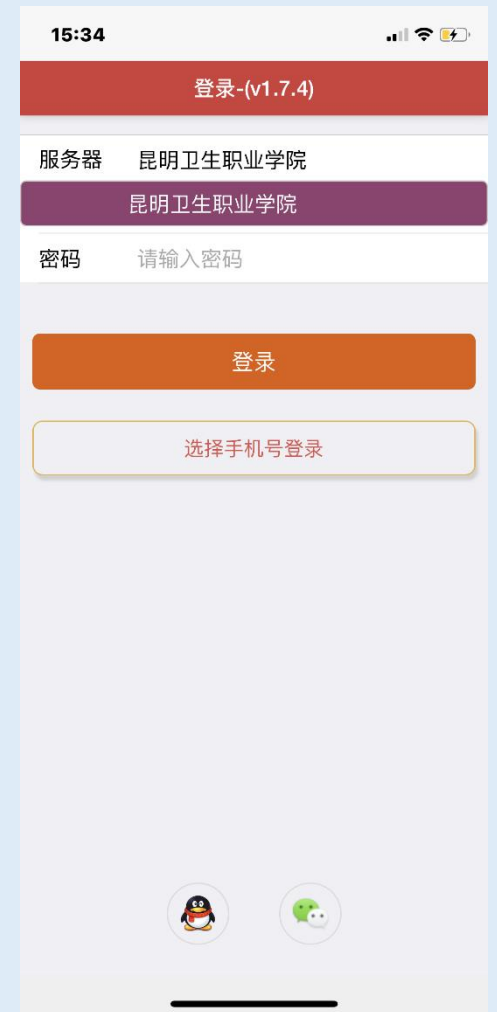 15:34
登录-(v1.7.4)
服务器 昆明卫生职业学院
昆明卫生职业学院
密码 请输入密码
登录
选择手机号登录